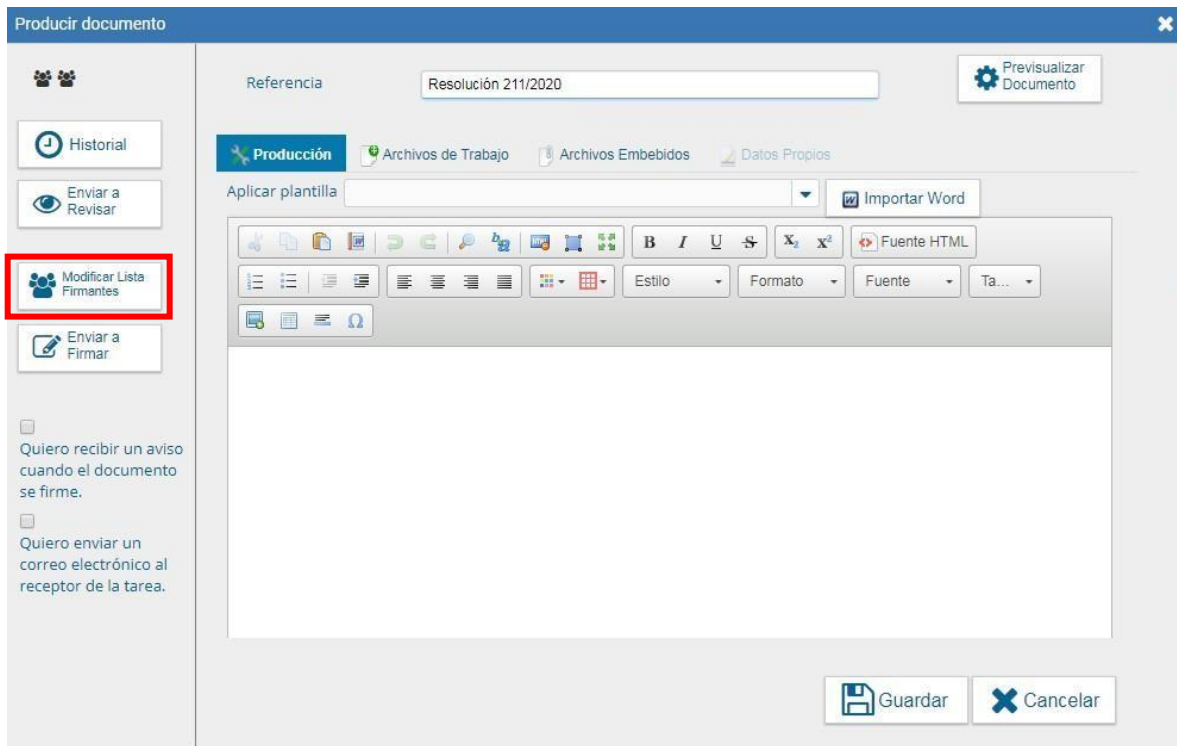 Producir documento
Referencia
Resolución 211/2020
Previsualizar
Documento
Historial
Enviar a
Revisar
Modificar Lista
Firmantes
Enviar a
Firmar
Quiero recibir un aviso
cuando el documento
se firme.
Quiero enviar un
correo electrónico al
receptor de la tarea.
Producción
Archivos de Trabajo
Archivos Embebidos
Datos Propios
Aplicar plantilla
Importar Word
B I U S X₂ x² Fuente HTML
Estilo
Formato
Fuente
Ta...
Ω
Guardar
Cancelar